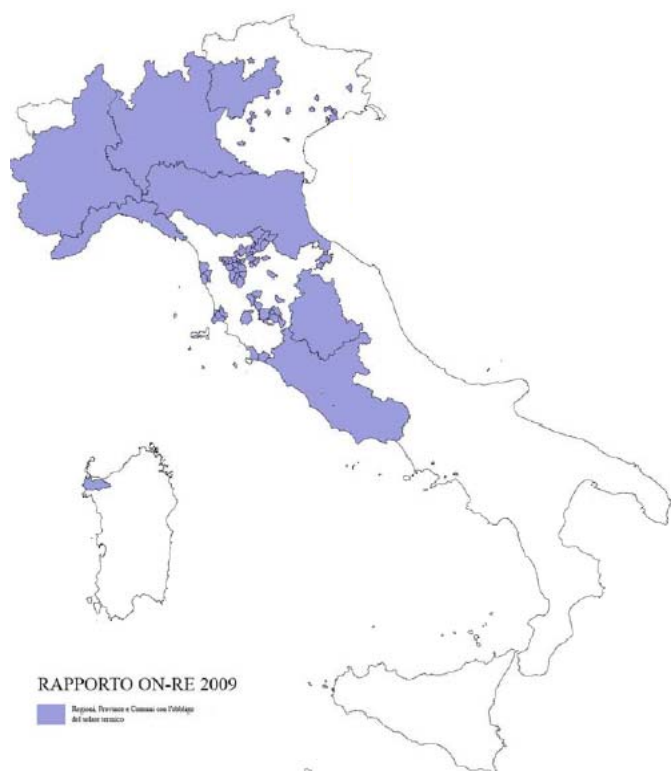 RAPPORTO ON-RE 2009
Regioni, Province e Comuni con l'obbligo
del solare termico